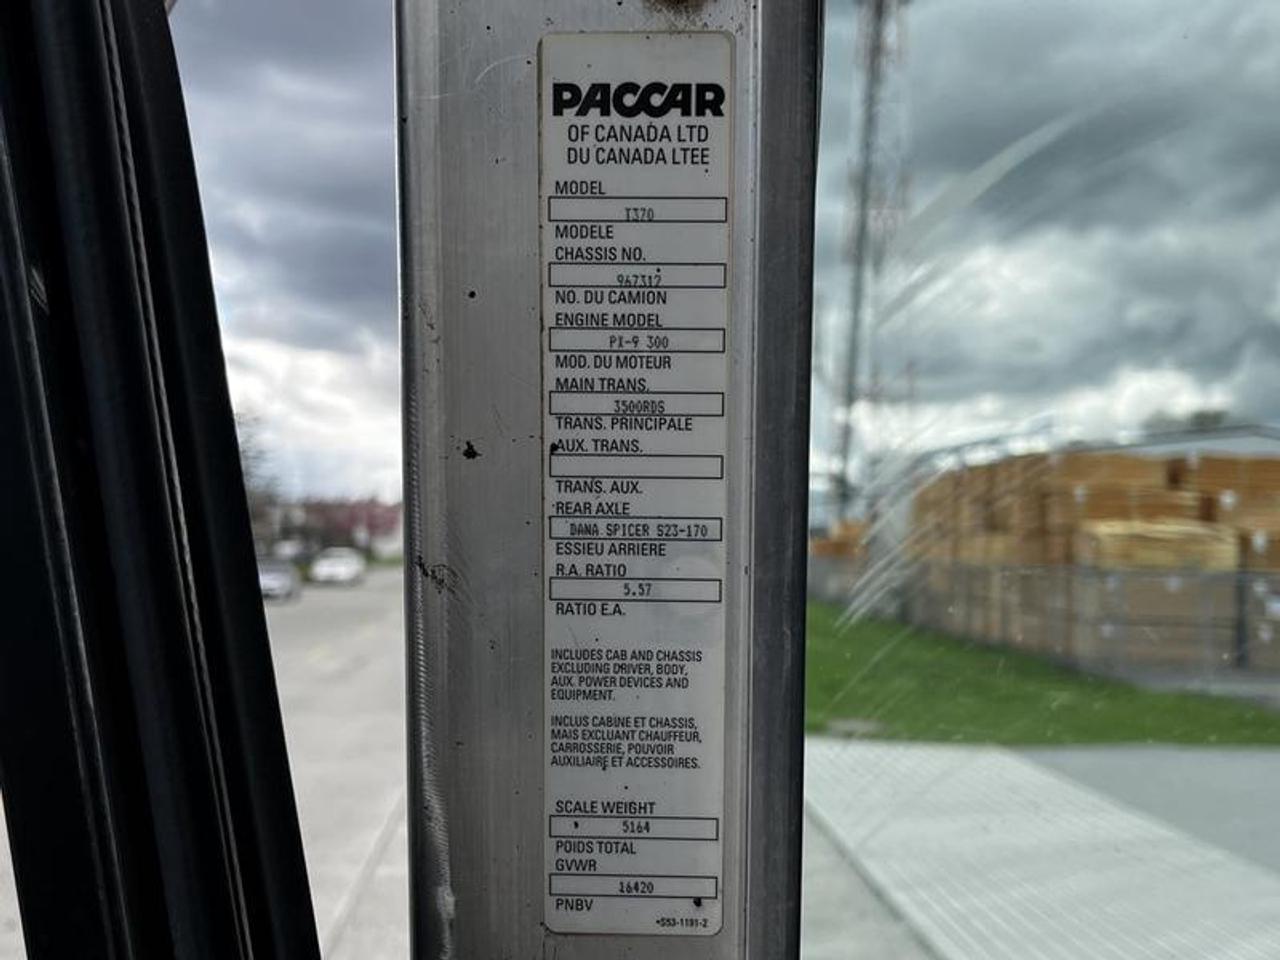 PACCAR
OF CANADA LTD
DU CANADA LTEE
MODEL
T370
MODELE
CHASSIS NO.
967312
NO. DU CAMION
ENGINE MODEL
PX-9 300
MOD. DU MOTEUR
MAIN TRANS.
3500RDS
TRANS. PRINCIPALE
AUX. TRANS.
TRANS. AUX.
REAR AXLE
DANA SPICER S23-170
ESSIEU ARRIERE
R.A. RATIO
5.57
RATIO E.A.
INCLUDES CAB AND CHASSIS
EXCLUDING DRIVER, BODY,
AUX. POWER DEVICES AND
EQUIPMENT.
INCLUS CABINE ET CHASSIS,
MAIS EXCLUANT CHAUFFEUR,
CARROSSERIE, POUVOIR
AUXILIAIRE ET ACCESSOIRES.
SCALE WEIGHT
5164
POIDS TOTAL
GVWR
16420
PNBV
•S53-1191-2